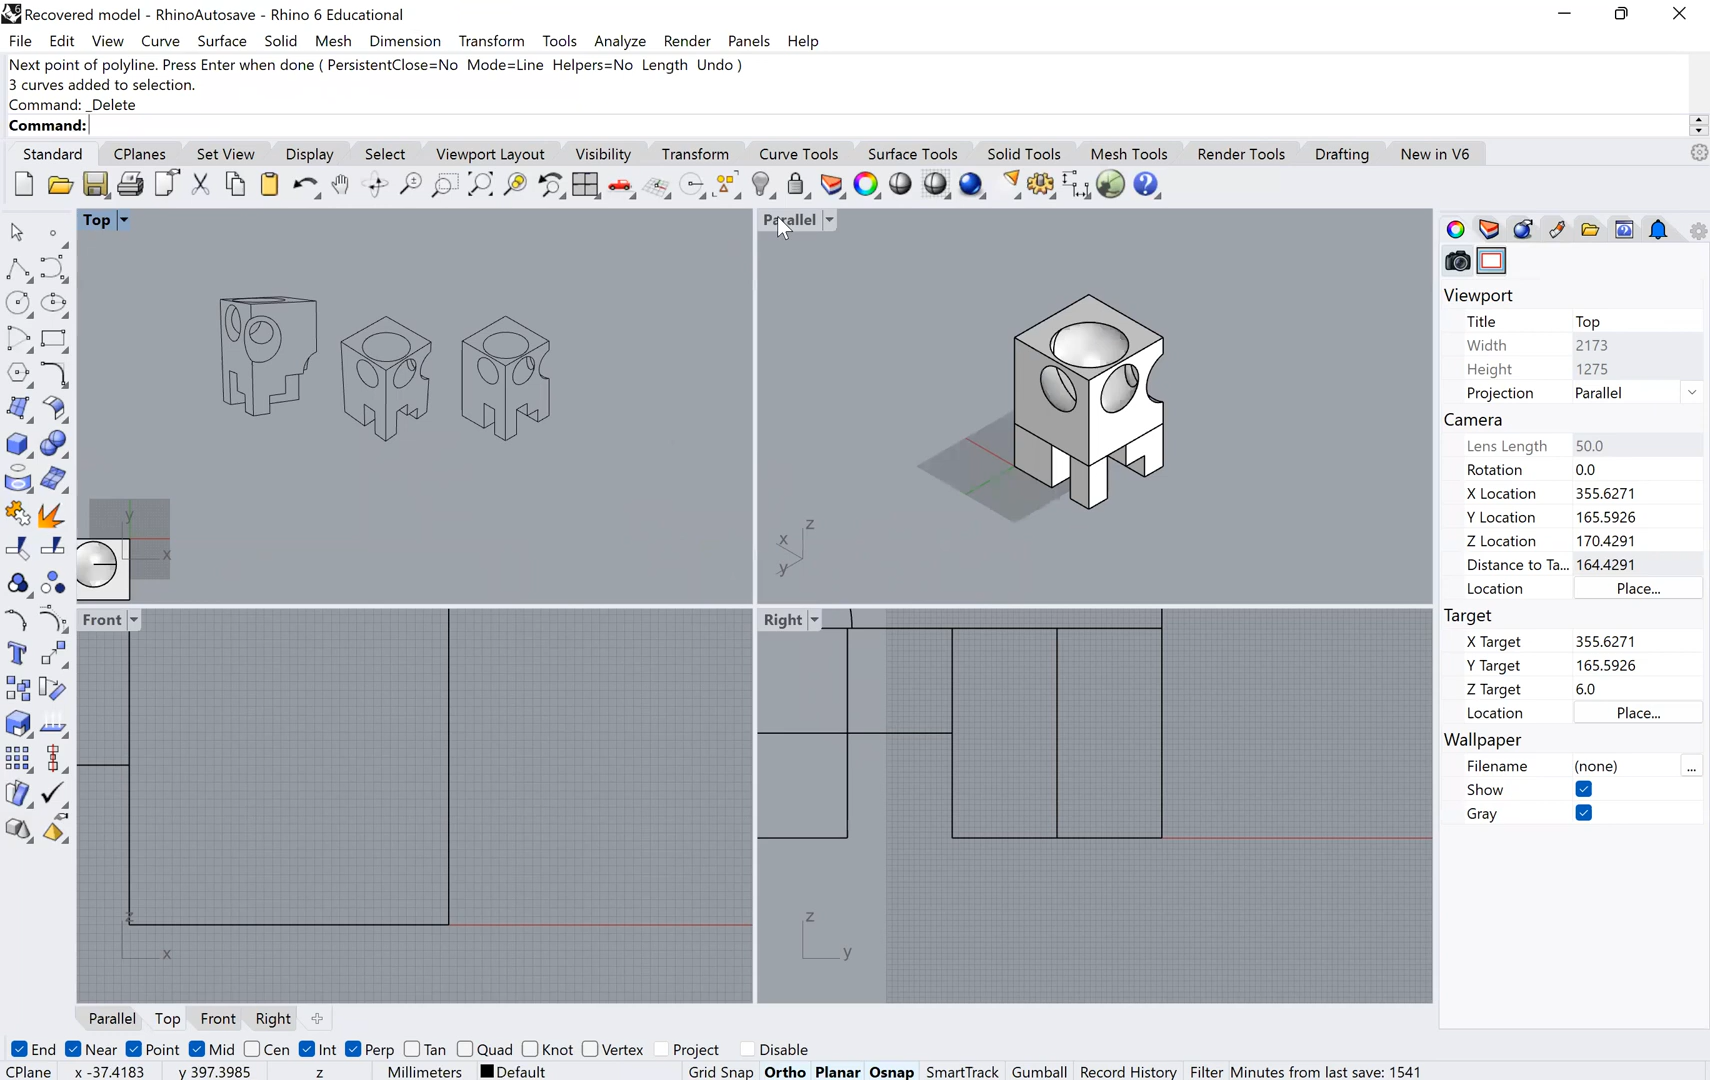 Recovered model - RhinoAutosave - Rhino 6 Educational
File Edit View Curve Surface Solid Mesh Dimension Transform Tools Analyze Render Panels Help
Next point of polyline. Press Enter when done ( PersistentClose=No Mode=Line Helpers=No Length Undo )
3 curves added to selection.
Command: _Delete
Command:
Standard CPlanes Set View Display Select Viewport Layout Visibility Transform Curve Tools Surface Tools Solid Tools Mesh Tools Render Tools Drafting New in V6
Top
Parallel
Viewport
Title Top
Width 2173
Height 1275
Projection Parallel
Camera
Lens Length 50.0
Rotation 0.0
X Location 355.6271
Y Location 165.5926
Z Location 170.4291
Distance to Ta... 164.4291
Location Place...
Target
X Target 355.6271
Y Target 165.5926
Z Target 6.0
Location Place...
Wallpaper
Filename (none) ...
Show
Gray
y
x
z
x
y
Front
Right
z
x
z
y
Parallel Top Front Right
End Near Point Mid Cen Int Perp Tan Quad Knot Vertex Project Disable
CPlane x -37.4183 y 397.3985 z Millimeters Default Grid Snap Ortho Planar Osnap SmartTrack Gumball Record History Filter Minutes from last save: 1541